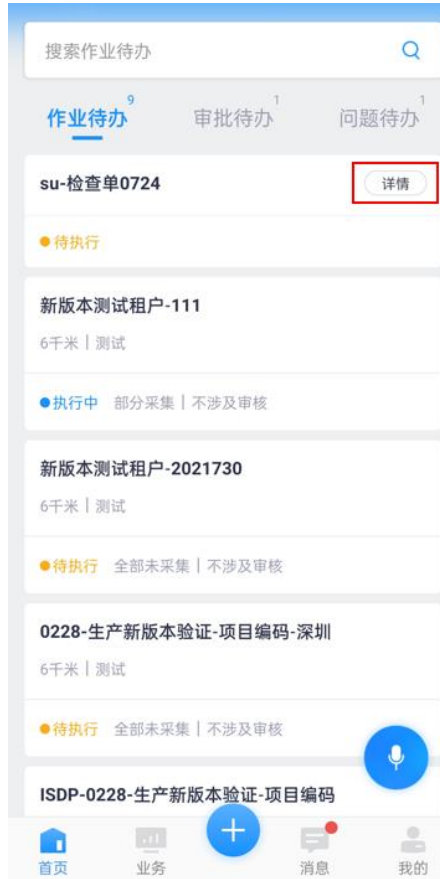 搜索作业待办
作业待办 9 审批待办 1 问题待办 1
su-检查单0724 详情
待执行
新版本测试租户-111
6千米 | 测试
执行中 部分采集 | 不涉及审核
新版本测试租户-2021730
6千米 | 测试
待执行 全部未采集 | 不涉及审核
0228-生产新版本验证-项目编码-深圳
6千米 | 测试
待执行 全部未采集 | 不涉及审核
ISDP-0228-生产新版本验证-项目编码
首页 业务 消息 我的